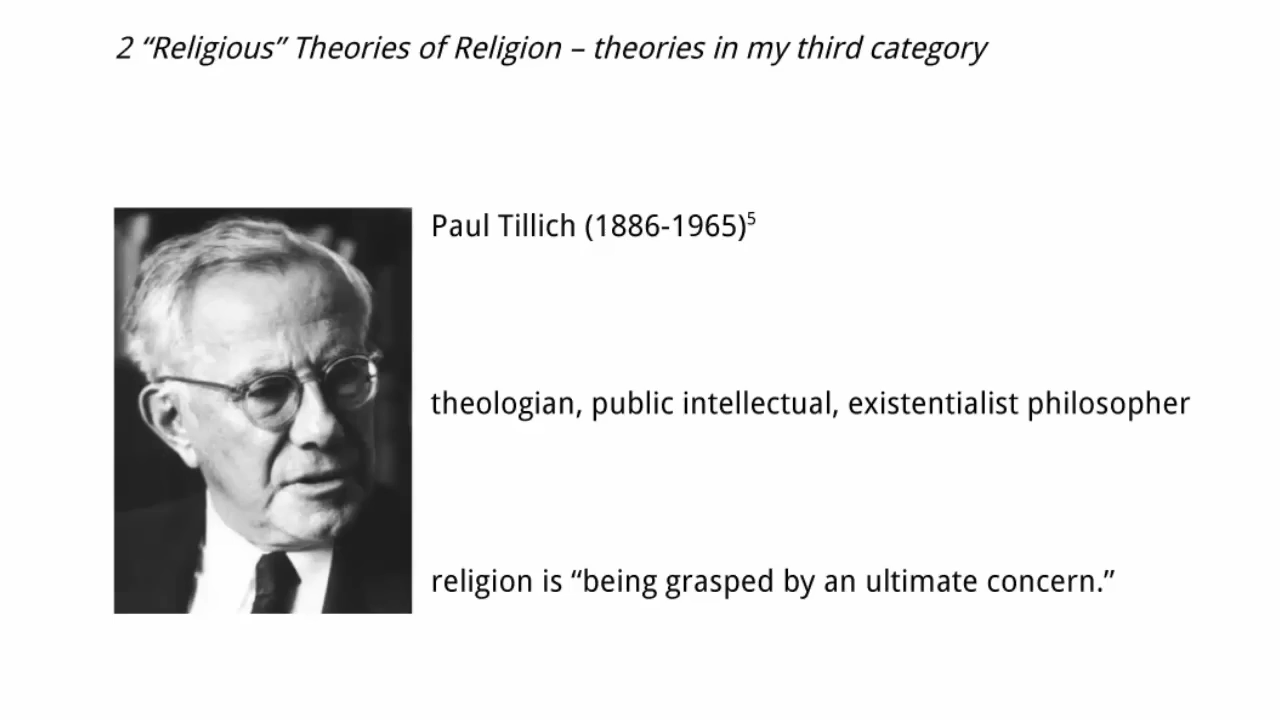 2 “Religious” Theories of Religion – theories in my third category
Paul Tillich (1886-1965)⁵
theologian, public intellectual, existentialist philosopher
religion is “being grasped by an ultimate concern.”